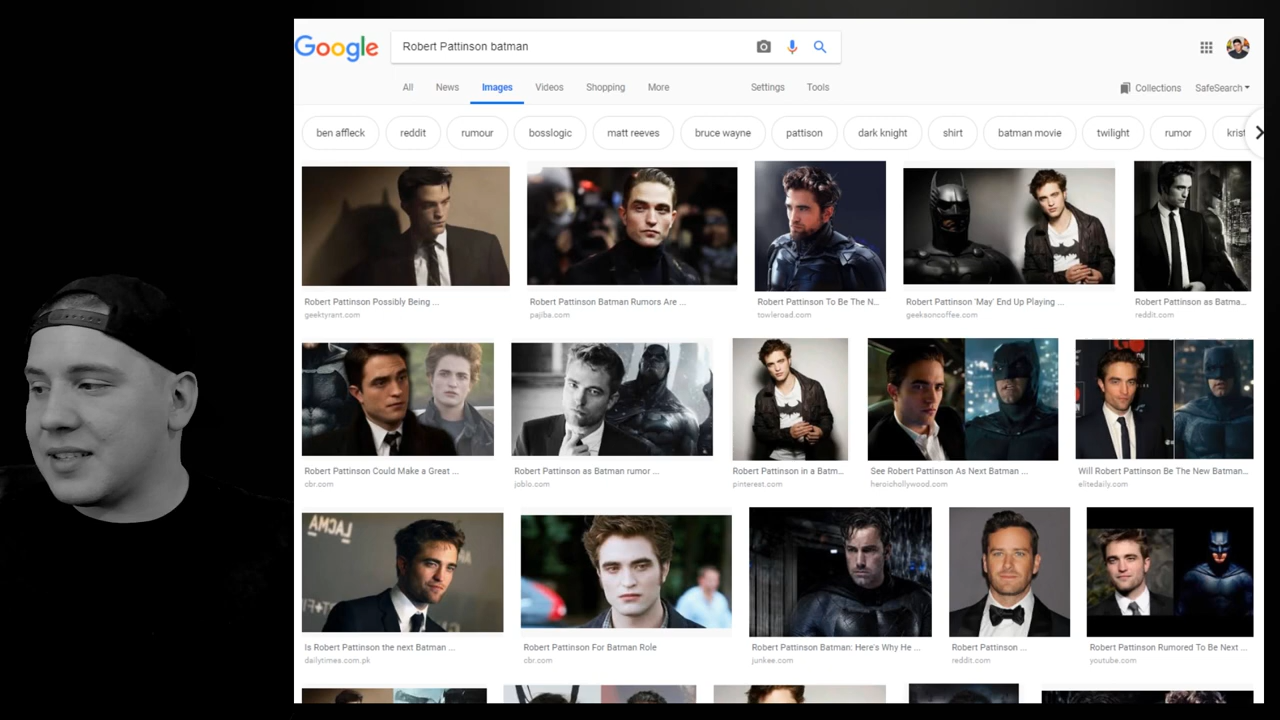 Google
Robert Pattinson batman
All News Images Videos Shopping More Settings Tools Collections SafeSearch
ben affleck reddit rumour bosslogic matt reeves bruce wayne pattison dark knight shirt batman movie twilight rumor krist
Robert Pattinson Possibly Being ... Robert Pattinson Batman Rumors Are ... Robert Pattinson To Be The N... Robert Pattinson 'May' End Up Playing ... Robert Pattinson as Batma...
geektyrant.com pajiba.com towleroad.com geeksoncoffee.com reddit.com
Robert Pattinson Could Make a Great ... Robert Pattinson as Batman rumor ... Robert Pattinson in a Batm... See Robert Pattinson As Next Batman ... Will Robert Pattinson Be The New Batman...
cbr.com joblo.com pinterest.com heroichollywood.com elitedaily.com
LACMA
Is Robert Pattinson the next Batman ... Robert Pattinson For Batman Role Robert Pattinson Batman: Here's Why He ... Robert Pattinson ... Robert Pattinson Rumored To Be Next ...
dailytimes.com.pk cbr.com junkee.com reddit.com youtube.com